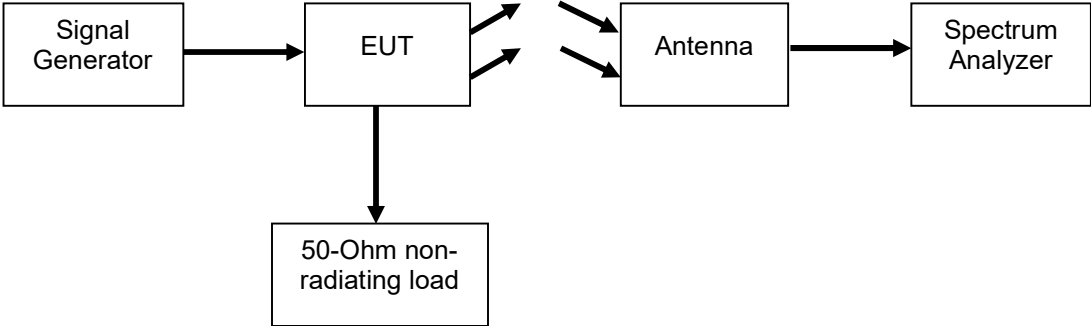 Signal
Generator
EUT
Antenna
Spectrum
Analyzer
50-Ohm non-
radiating load